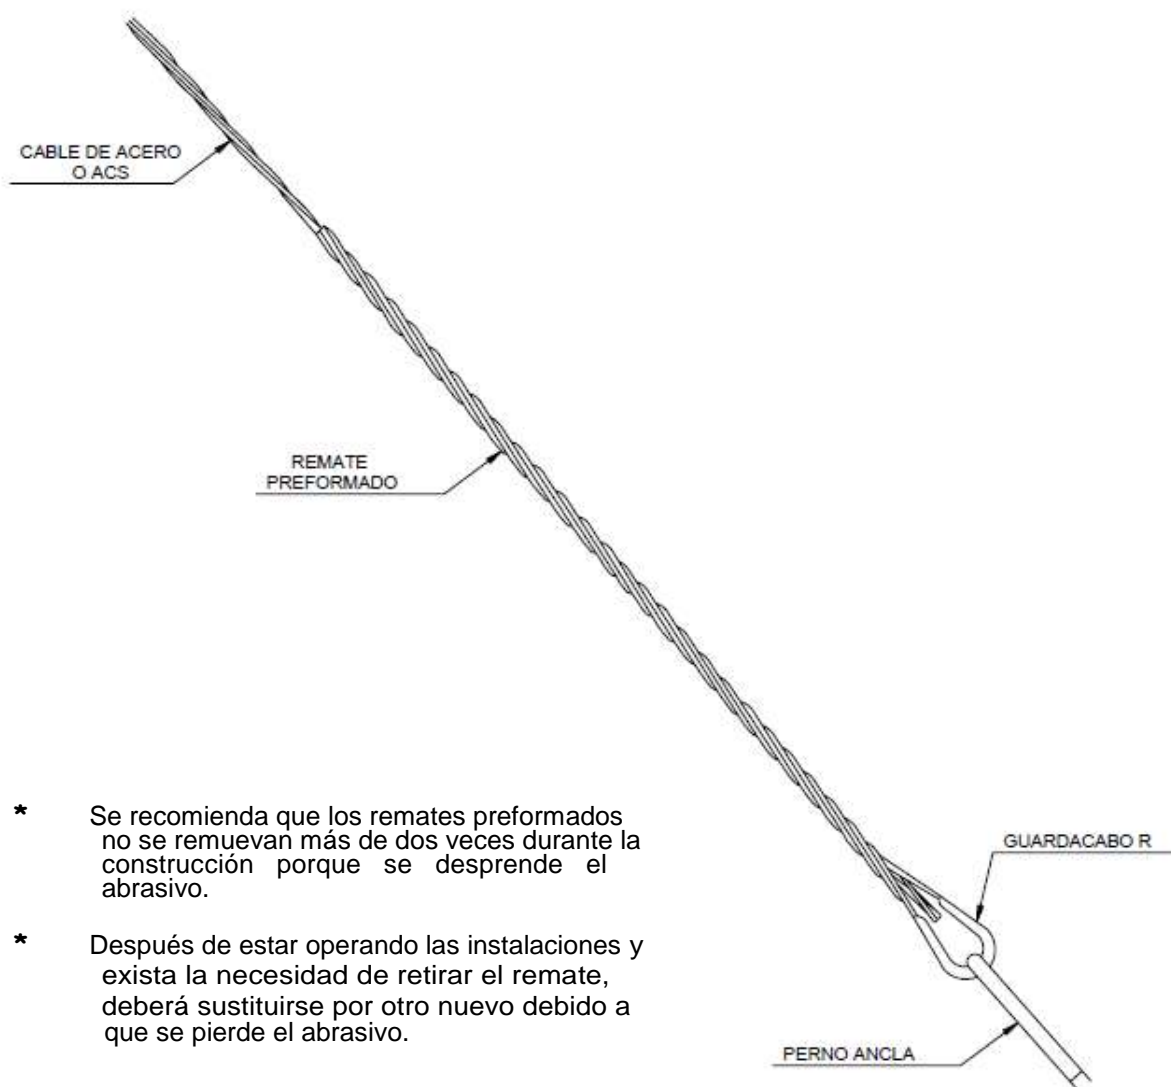 CABLE DE ACERO
O ACS
REMATE
PREFORMADO
* Se recomienda que los remates preformados
no se remuevan más de dos veces durante la
construcción porque se desprende el
abrasivo.
GUARDACABO R
* Después de estar operando las instalaciones y
exista la necesidad de retirar el remate,
deberá sustituirse por otro nuevo debido a
que se pierde el abrasivo.
PERNO ANCLA